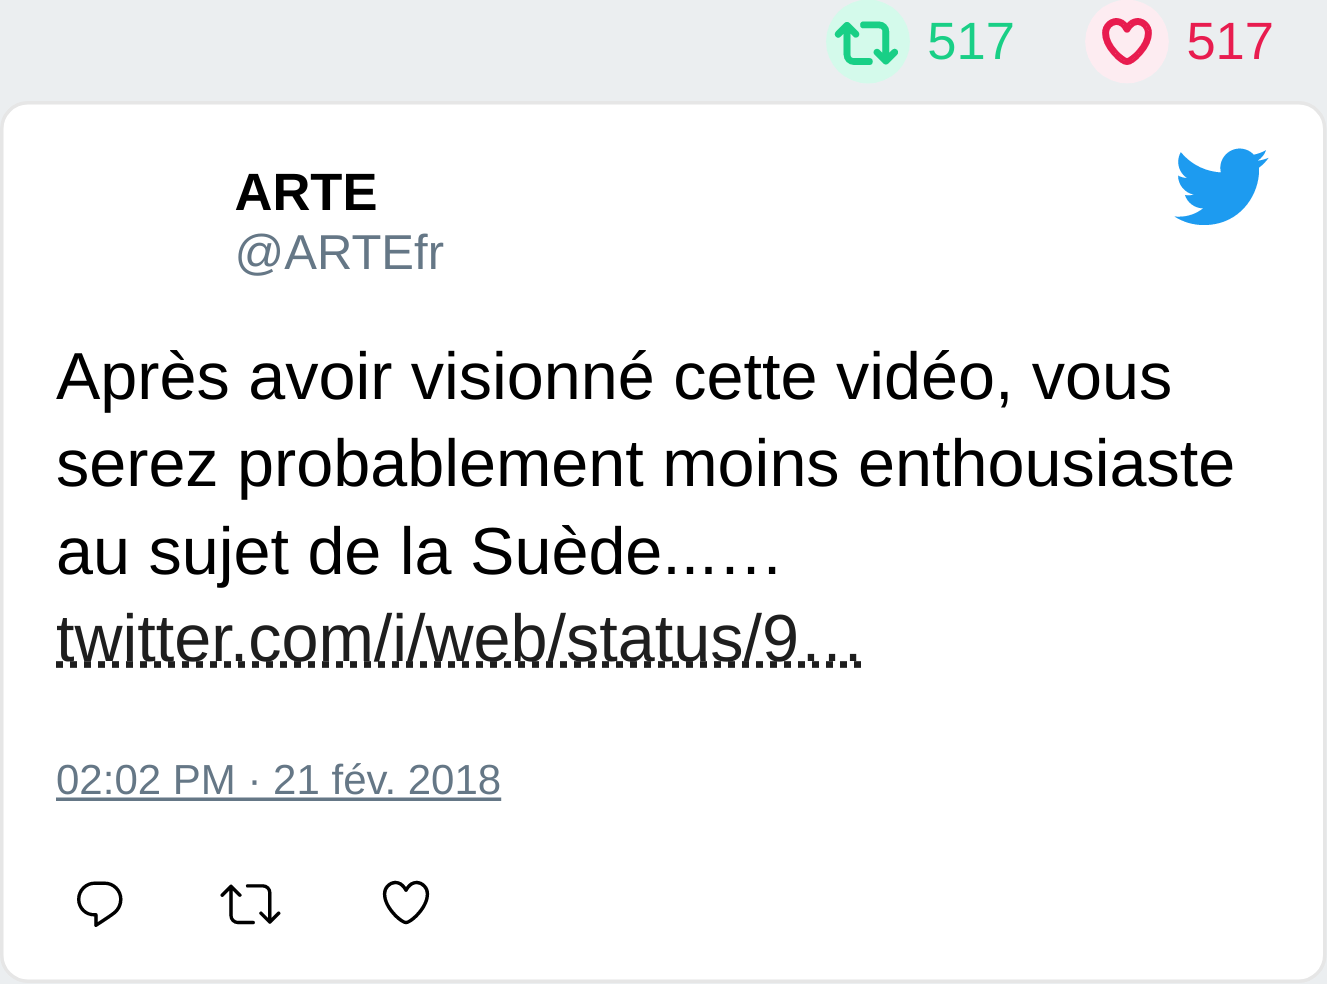 517 517
ARTE
@ARTEfr
Après avoir visionné cette vidéo, vous
serez probablement moins enthousiaste
au sujet de la Suède...…
twitter.com/i/web/status/9…
02:02 PM · 21 fév. 2018